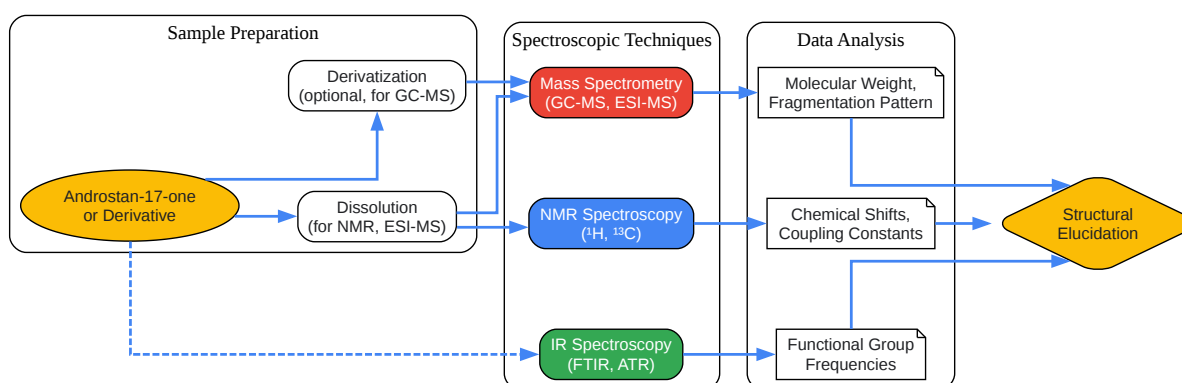 Sample Preparation
Derivatization
(optional, for GC-MS)
Androstan-17-one
or Derivative
Dissolution
(for NMR, ESI-MS)
Spectroscopic Techniques
Mass Spectrometry
(GC-MS, ESI-MS)
NMR Spectroscopy
(¹H, ¹³C)
IR Spectroscopy
(FTIR, ATR)
Data Analysis
Molecular Weight,
Fragmentation Pattern
Chemical Shifts,
Coupling Constants
Functional Group
Frequencies
Structural
Elucidation